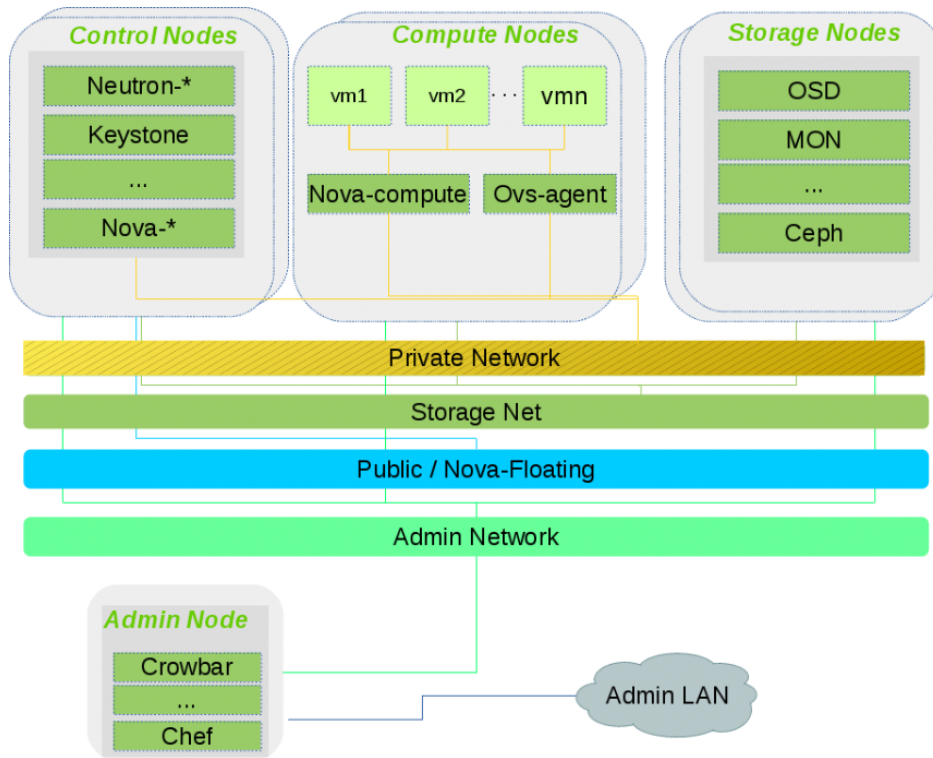 Control Nodes
Neutron-*
Keystone
...
Nova-*
Compute Nodes
vm1
vm2
...
vmn
Nova-compute
Ovs-agent
Storage Nodes
OSD
MON
...
Ceph
Private Network
Storage Net
Public / Nova-Floating
Admin Network
Admin Node
Crowbar
...
Chef
Admin LAN